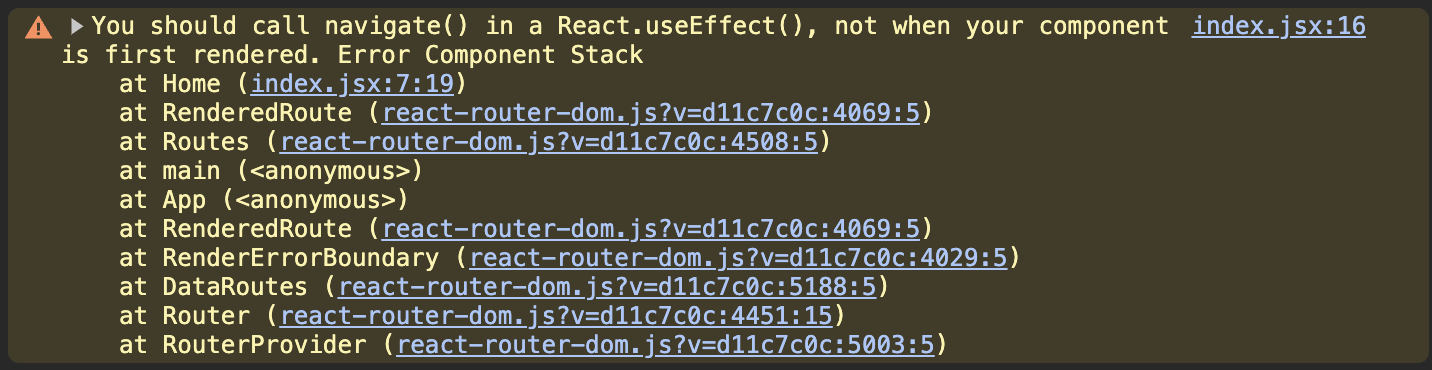 You should call navigate() in a React.useEffect(), not when your component index.jsx:16
is first rendered. Error Component Stack
at Home (index.jsx:7:19)
at RenderedRoute (react-router-dom.js?v=d11c7c0c:4069:5)
at Routes (react-router-dom.js?v=d11c7c0c:4508:5)
at main (<anonymous>)
at App (<anonymous>)
at RenderedRoute (react-router-dom.js?v=d11c7c0c:4069:5)
at RenderErrorBoundary (react-router-dom.js?v=d11c7c0c:4029:5)
at DataRoutes (react-router-dom.js?v=d11c7c0c:5188:5)
at Router (react-router-dom.js?v=d11c7c0c:4451:15)
at RouterProvider (react-router-dom.js?v=d11c7c0c:5003:5)